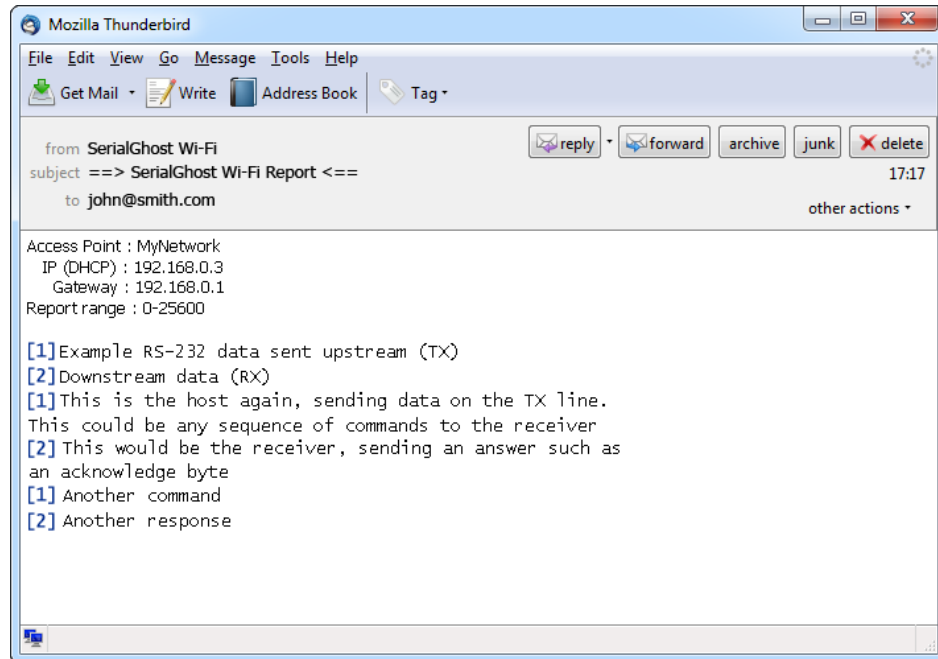 Mozilla Thunderbird
File Edit View Go Message Tools Help
Get Mail Write Address Book Tag
from SerialGhost Wi-Fi
reply forward archive junk delete
subject ==> SerialGhost Wi-Fi Report <==
17:17
to john@smith.com
other actions
Access Point : MyNetwork
IP (DHCP) : 192.168.0.3
Gateway : 192.168.0.1
Report range : 0-25600
[1]Example RS-232 data sent upstream (TX)
[2]Downstream data (RX)
[1]This is the host again, sending data on the TX line.
This could be any sequence of commands to the receiver
[2] This would be the receiver, sending an answer such as
an acknowledge byte
[1] Another command
[2] Another response